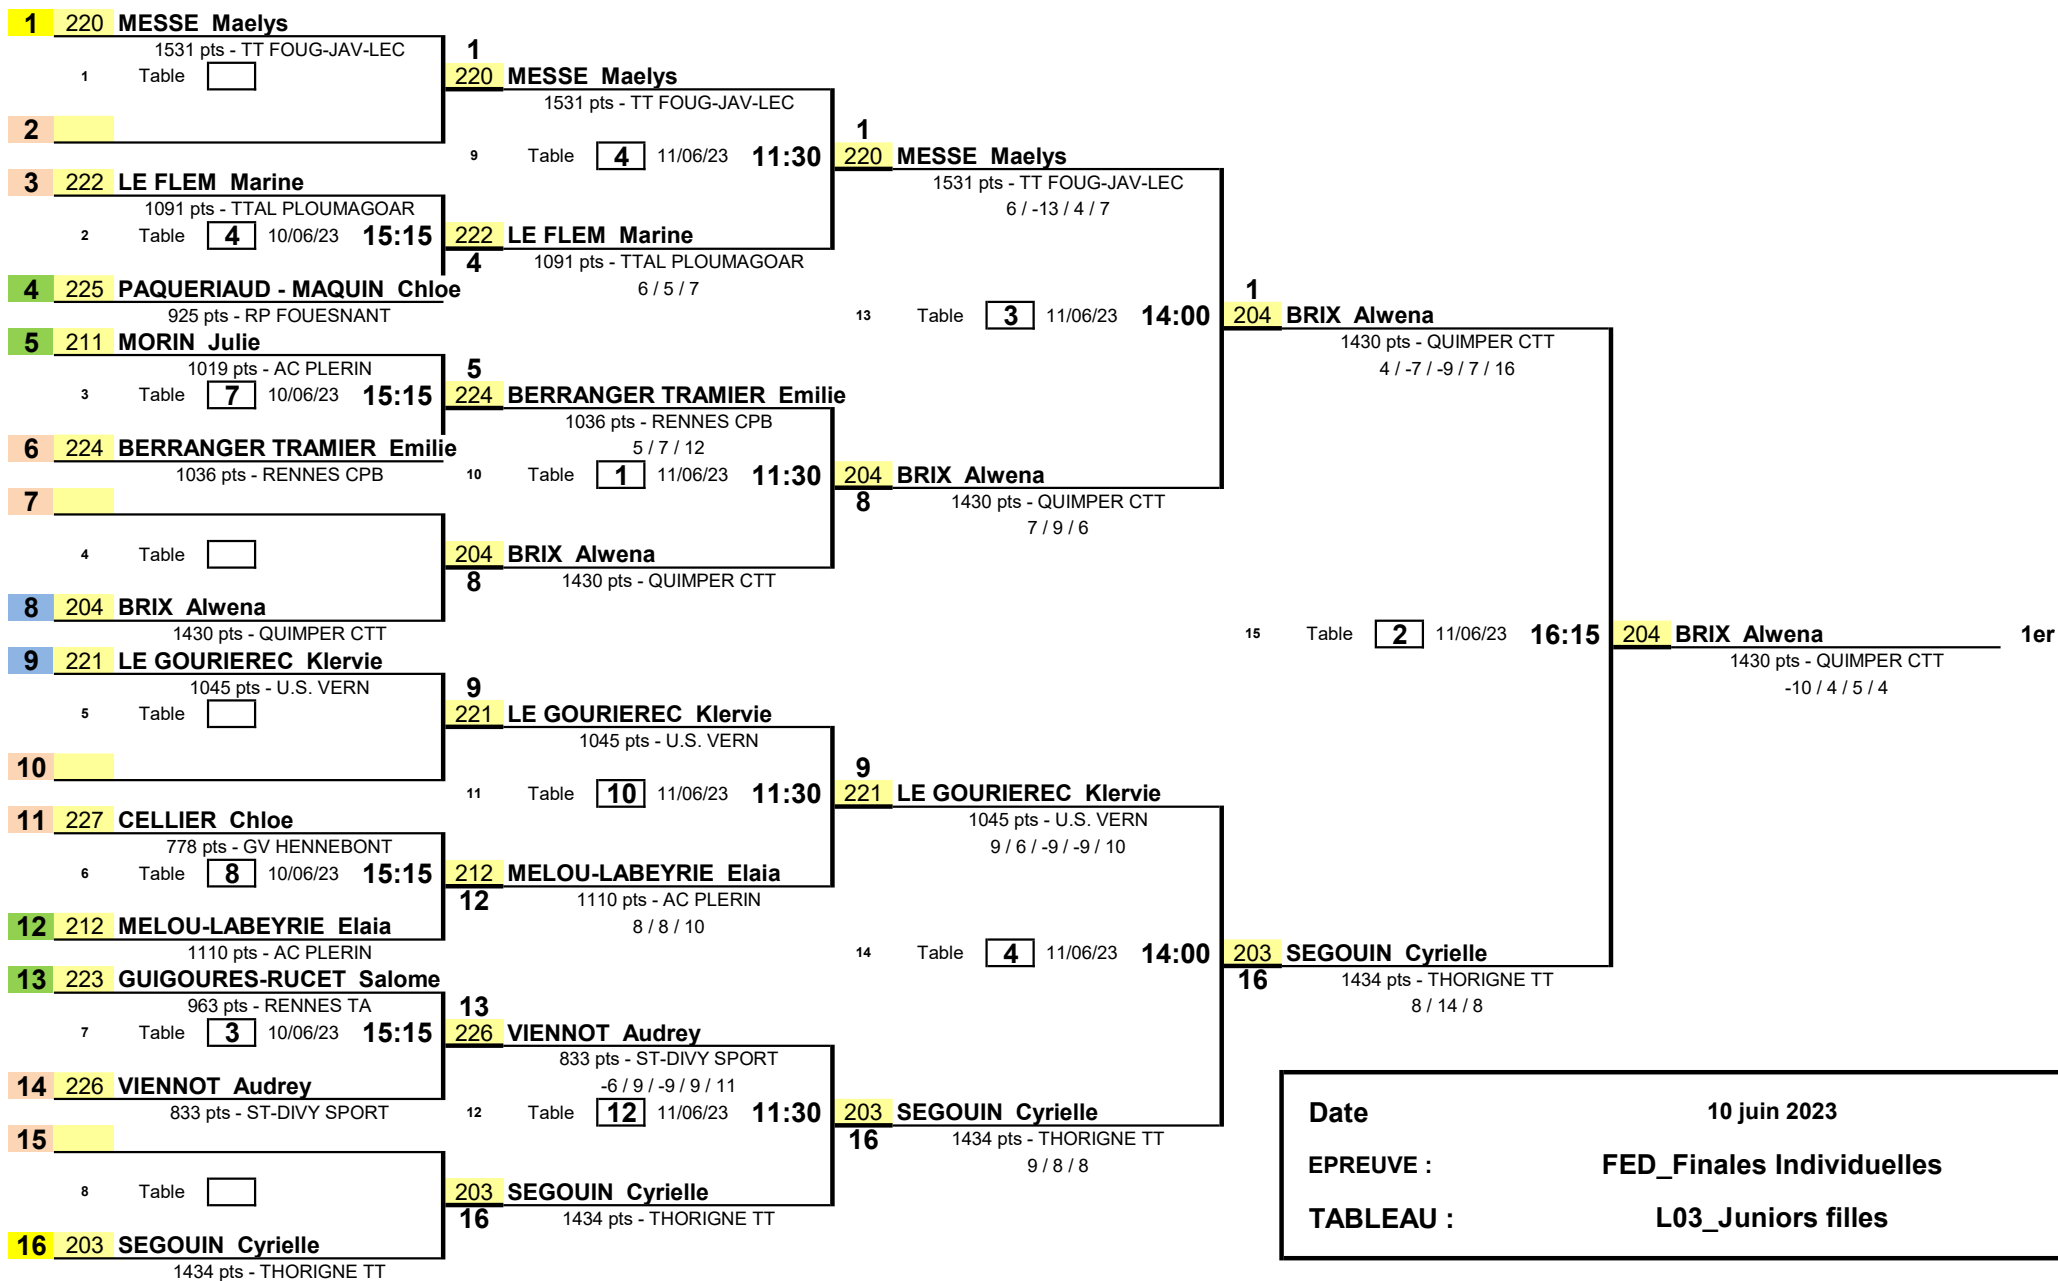 1 220 MESSE Maelys
1531 pts - TT FOUG-JAV-LEC
1 Table
2
3 222 LE FLEM Marine
1091 pts - TTAL PLOUMAGOAR
2 Table 4 10/06/23 15:15
4 225 PAQUERIAUD - MAQUIN Chloe
925 pts - RP FOUESNANT
5 211 MORIN Julie
1019 pts - AC PLERIN
3 Table 7 10/06/23 15:15
6 224 BERRANGER TRAMIER Emilie
1036 pts - RENNES CPB
7
4 Table
8 204 BRIX Alwena
1430 pts - QUIMPER CTT
9 221 LE GOURIEREC Klervie
1045 pts - U.S. VERN
5 Table
10
11 227 CELLIER Chloe
778 pts - GV HENNEBONT
6 Table 8 10/06/23 15:15
12 212 MELOU-LABEYRIE Elaia
1110 pts - AC PLERIN
13 223 GUIGOURES-RUCET Salome
963 pts - RENNES TA
7 Table 3 10/06/23 15:15
14 226 VIENNOT Audrey
833 pts - ST-DIVY SPORT
15
8 Table
16 203 SEGOUIN Cyrielle
1434 pts - THORIGNE TT
1
220 MESSE Maelys
1531 pts - TT FOUG-JAV-LEC
9 Table 4 11/06/23 11:30
222 LE FLEM Marine
4
1091 pts - TTAL PLOUMAGOAR
6 / 5 / 7
5
224 BERRANGER TRAMIER Emilie
1036 pts - RENNES CPB
5 / 7 / 12
10 Table 1 11/06/23 11:30
204 BRIX Alwena
8
1430 pts - QUIMPER CTT
9
221 LE GOURIEREC Klervie
1045 pts - U.S. VERN
11 Table 10 11/06/23 11:30
212 MELOU-LABEYRIE Elaia
12
1110 pts - AC PLERIN
8 / 8 / 10
13
226 VIENNOT Audrey
833 pts - ST-DIVY SPORT
-6 / 9 / -9 / 9 / 11
12 Table 12 11/06/23 11:30
203 SEGOUIN Cyrielle
16
1434 pts - THORIGNE TT
1
220 MESSE Maelys
1531 pts - TT FOUG-JAV-LEC
6 / -13 / 4 / 7
13 Table 3 11/06/23 14:00
204 BRIX Alwena
8
1430 pts - QUIMPER CTT
7 / 9 / 6
9
221 LE GOURIEREC Klervie
1045 pts - U.S. VERN
9 / 6 / -9 / -9 / 10
14 Table 4 11/06/23 14:00
203 SEGOUIN Cyrielle
16
1434 pts - THORIGNE TT
9 / 8 / 8
1
204 BRIX Alwena
1430 pts - QUIMPER CTT
4 / -7 / -9 / 7 / 16
15 Table 2 11/06/23 16:15
203 SEGOUIN Cyrielle
16
1434 pts - THORIGNE TT
8 / 14 / 8
204 BRIX Alwena 1er
1430 pts - QUIMPER CTT
-10 / 4 / 5 / 4
Date 10 juin 2023
EPREUVE : FED_Finales Individuelles
TABLEAU : L03_Juniors filles